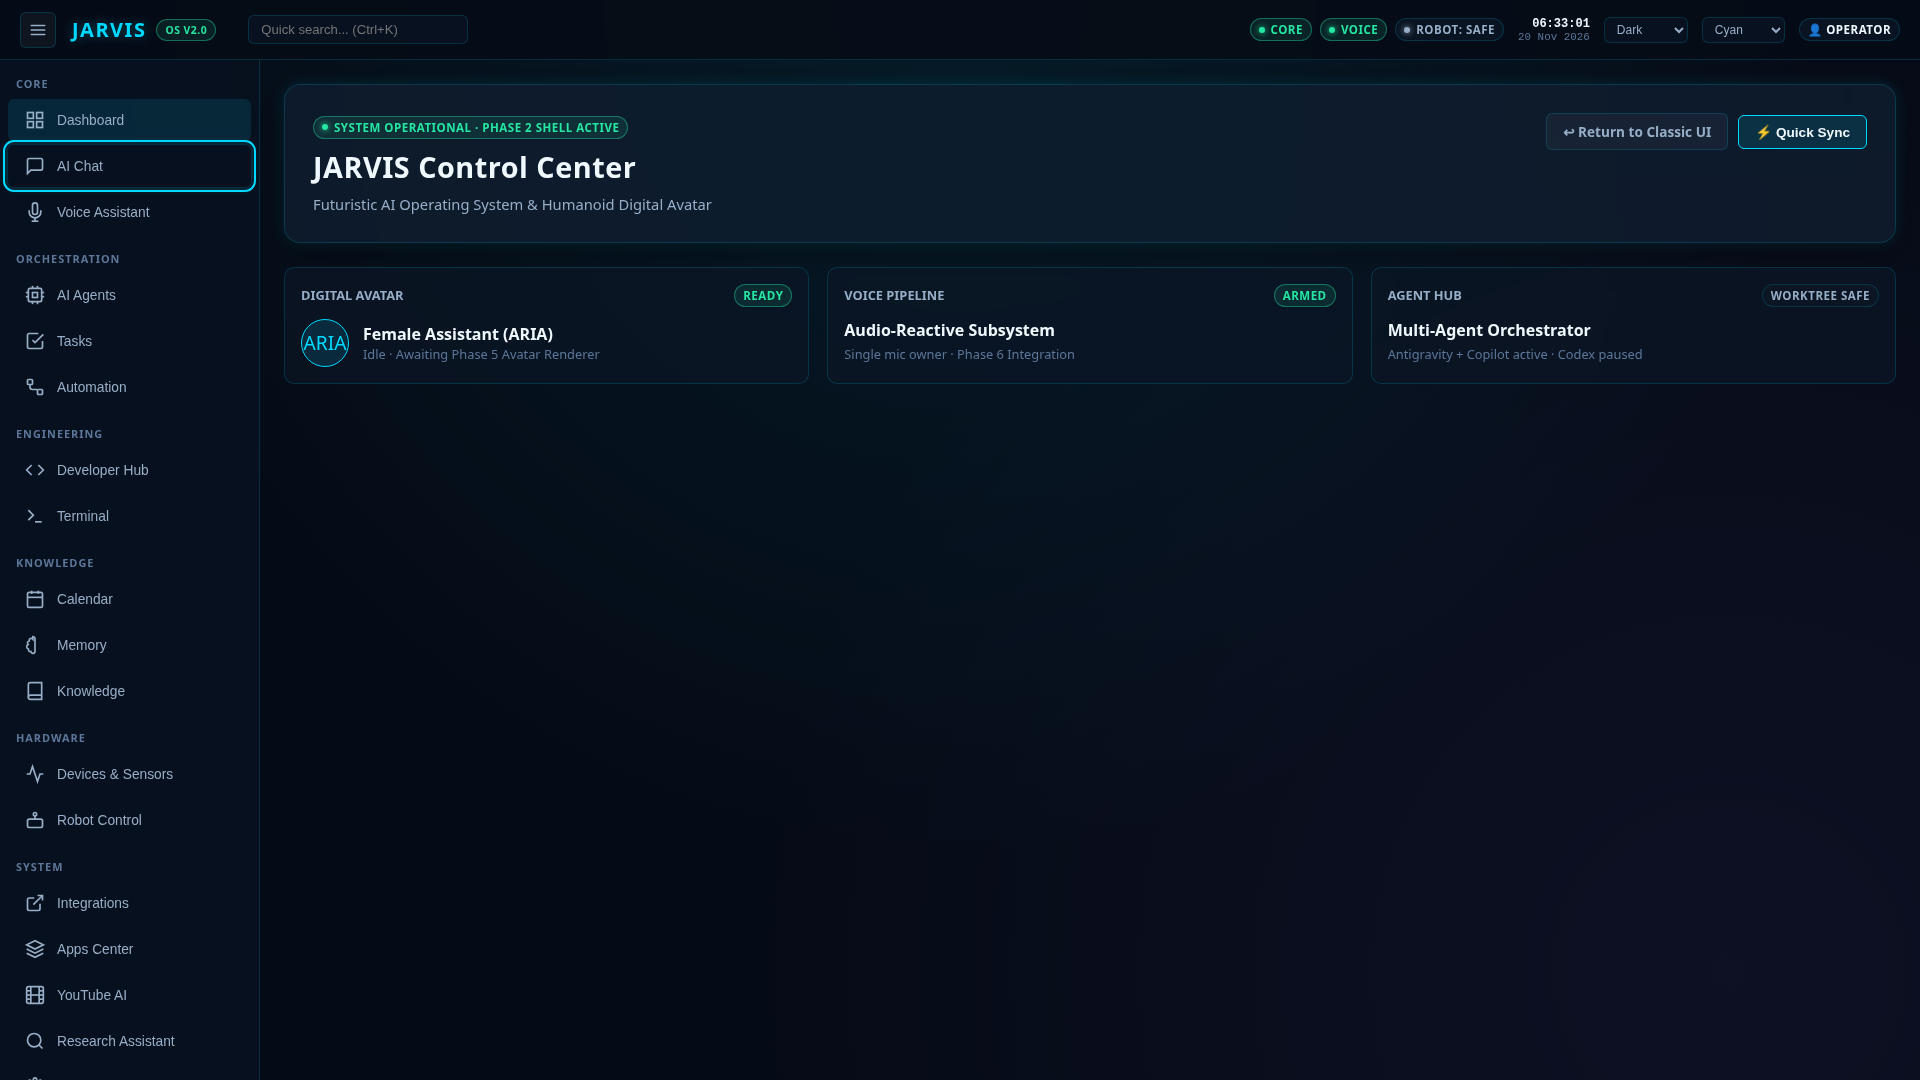 JARVIS
OS V2.0
Quick search... (Ctrl+K)
CORE
VOICE
ROBOT: SAFE
06:33:01
20 Nov 2026
Dark
Cyan
👤 OPERATOR
CORE
Dashboard
AI Chat
Voice Assistant
ORCHESTRATION
AI Agents
Tasks
Automation
ENGINEERING
Developer Hub
Terminal
KNOWLEDGE
Calendar
Memory
Knowledge
HARDWARE
Devices & Sensors
Robot Control
SYSTEM
Integrations
Apps Center
YouTube AI
Research Assistant
SYSTEM OPERATIONAL · PHASE 2 SHELL ACTIVE
JARVIS Control Center
Futuristic AI Operating System & Humanoid Digital Avatar
↩ Return to Classic UI
⚡ Quick Sync
DIGITAL AVATAR
READY
ARIA
Female Assistant (ARIA)
Idle · Awaiting Phase 5 Avatar Renderer
VOICE PIPELINE
ARMED
Audio-Reactive Subsystem
Single mic owner · Phase 6 Integration
AGENT HUB
WORKTREE SAFE
Multi-Agent Orchestrator
Antigravity + Copilot active · Codex paused